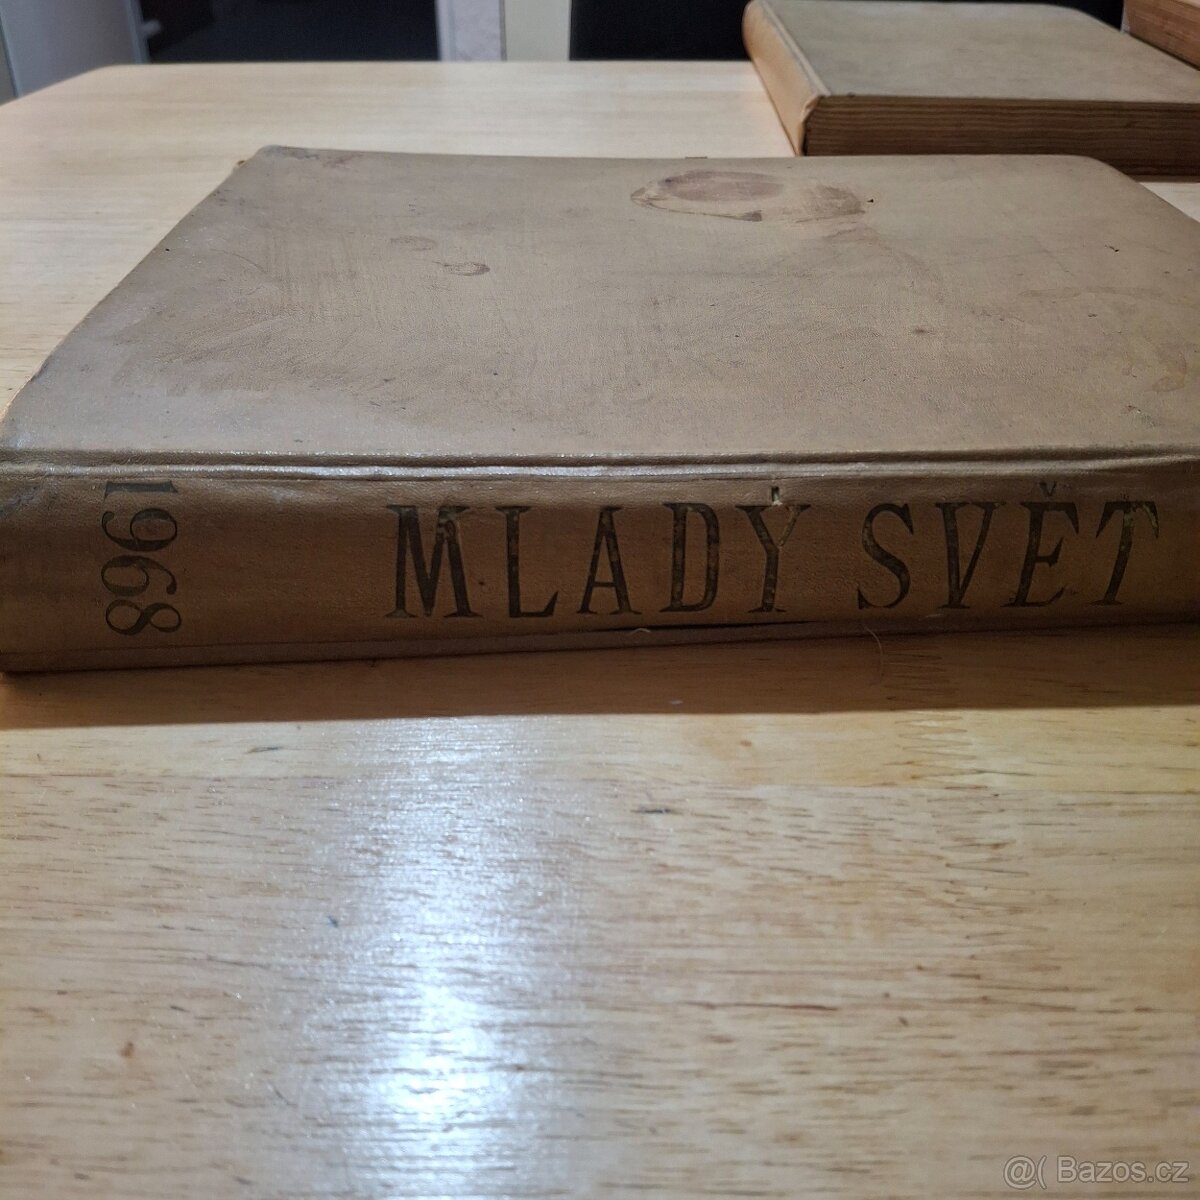 1968
MLADÝ SVĚT
@( Bazos.cz